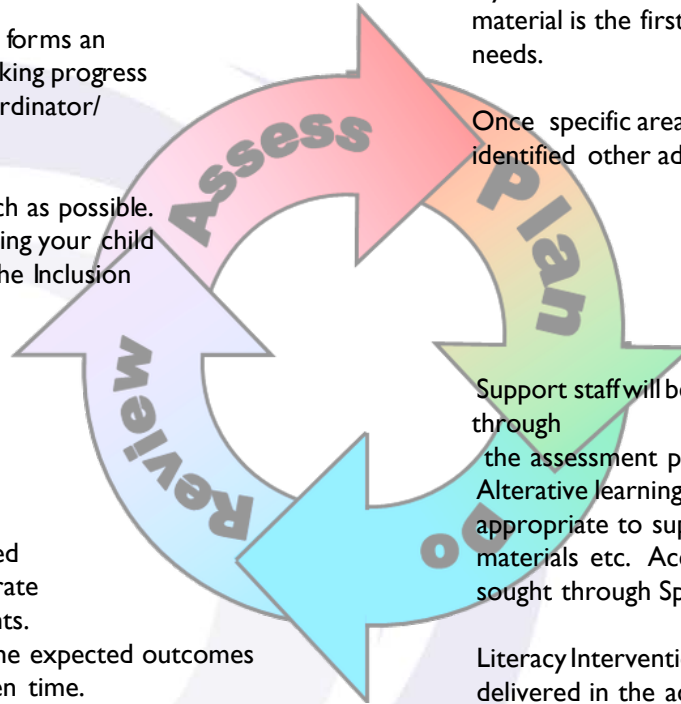 forms an
king progress
rdinator/
ch as possible.
ing your child
he Inclusion
Assess
material is the first
needs.
Once specific area
identified other ad
Plan
Support staff will be
through
the assessment p
Alterative learning
appropriate to sup
materials etc. Acc
sought through Sp
Literacy Interventi
delivered in the ac
Do
Review
ed
rate
nts.
ne expected outcomes
en time.